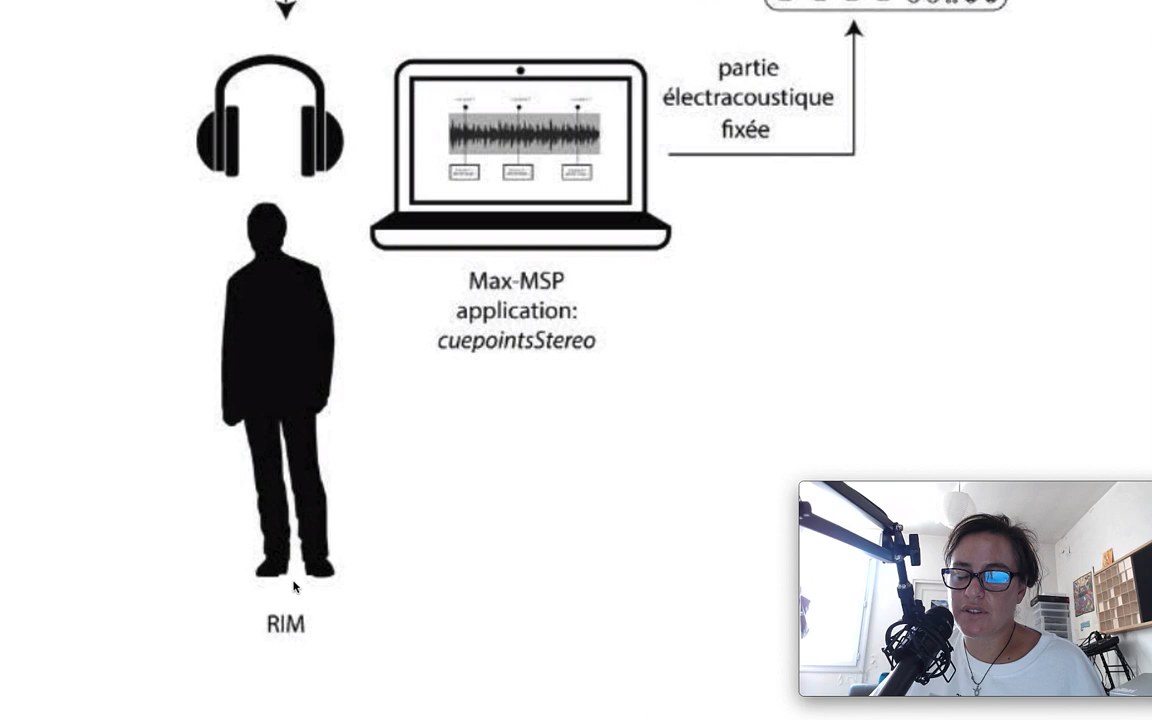 partie
électracoustique
fixée
Max-MSP
application:
cuepointsStereo
RIM